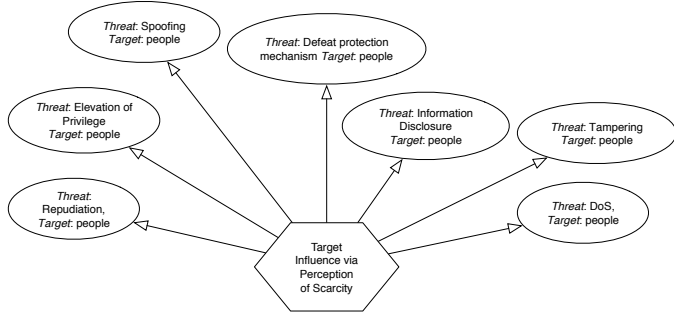 Threat: Spoofing
Target: people
Threat: Defeat protection
mechanism Target: people
Threat: Elevation of
Privilege
Target: people
Threat: Information
Disclosure
Target: people
Threat: Tampering
Target: people
Threat:
Repudiation,
Target: people
Threat: DoS,
Target: people
Target
Influence via
Perception
of Scarcity